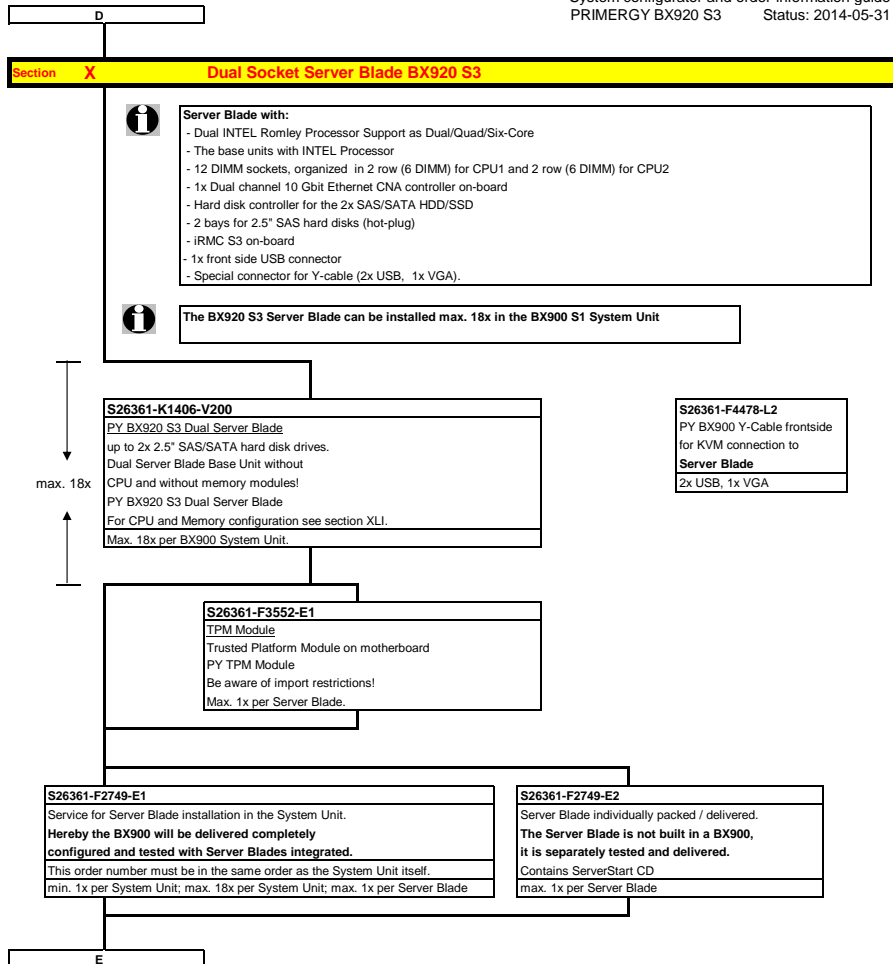 System configurator and order information guide
PRIMERGY BX920 S3 Status: 2014-05-31
D
Section X Dual Socket Server Blade BX920 S3
Server Blade with:
- Dual INTEL Romley Processor Support as Dual/Quad/Six-Core
- The base units with INTEL Processor
- 12 DIMM sockets, organized in 2 row (6 DIMM) for CPU1 and 2 row (6 DIMM) for CPU2
- 1x Dual channel 10 Gbit Ethernet CNA controller on-board
- Hard disk controller for the 2x SAS/SATA HDD/SSD
- 2 bays for 2.5" SAS hard disks (hot-plug)
- iRMC S3 on-board
- 1x front side USB connector
- Special connector for Y-cable (2x USB, 1x VGA).
The BX920 S3 Server Blade can be installed max. 18x in the BX900 S1 System Unit
max. 18x
S26361-K1406-V200
PY BX920 S3 Dual Server Blade
up to 2x 2.5" SAS/SATA hard disk drives.
Dual Server Blade Base Unit without
CPU and without memory modules!
PY BX920 S3 Dual Server Blade
For CPU and Memory configuration see section XLI.
Max. 18x per BX900 System Unit.
S26361-F4478-L2
PY BX900 Y-Cable frontside
for KVM connection to
Server Blade
2x USB, 1x VGA
S26361-F3552-E1
TPM Module
Trusted Platform Module on motherboard
PY TPM Module
Be aware of import restrictions!
Max. 1x per Server Blade.
S26361-F2749-E1
Service for Server Blade installation in the System Unit.
Hereby the BX900 will be delivered completely
configured and tested with Server Blades integrated.
This order number must be in the same order as the System Unit itself.
min. 1x per System Unit; max. 18x per System Unit; max. 1x per Server Blade
S26361-F2749-E2
Server Blade individually packed / delivered.
The Server Blade is not built in a BX900,
it is separately tested and delivered.
Contains ServerStart CD
max. 1x per Server Blade
E